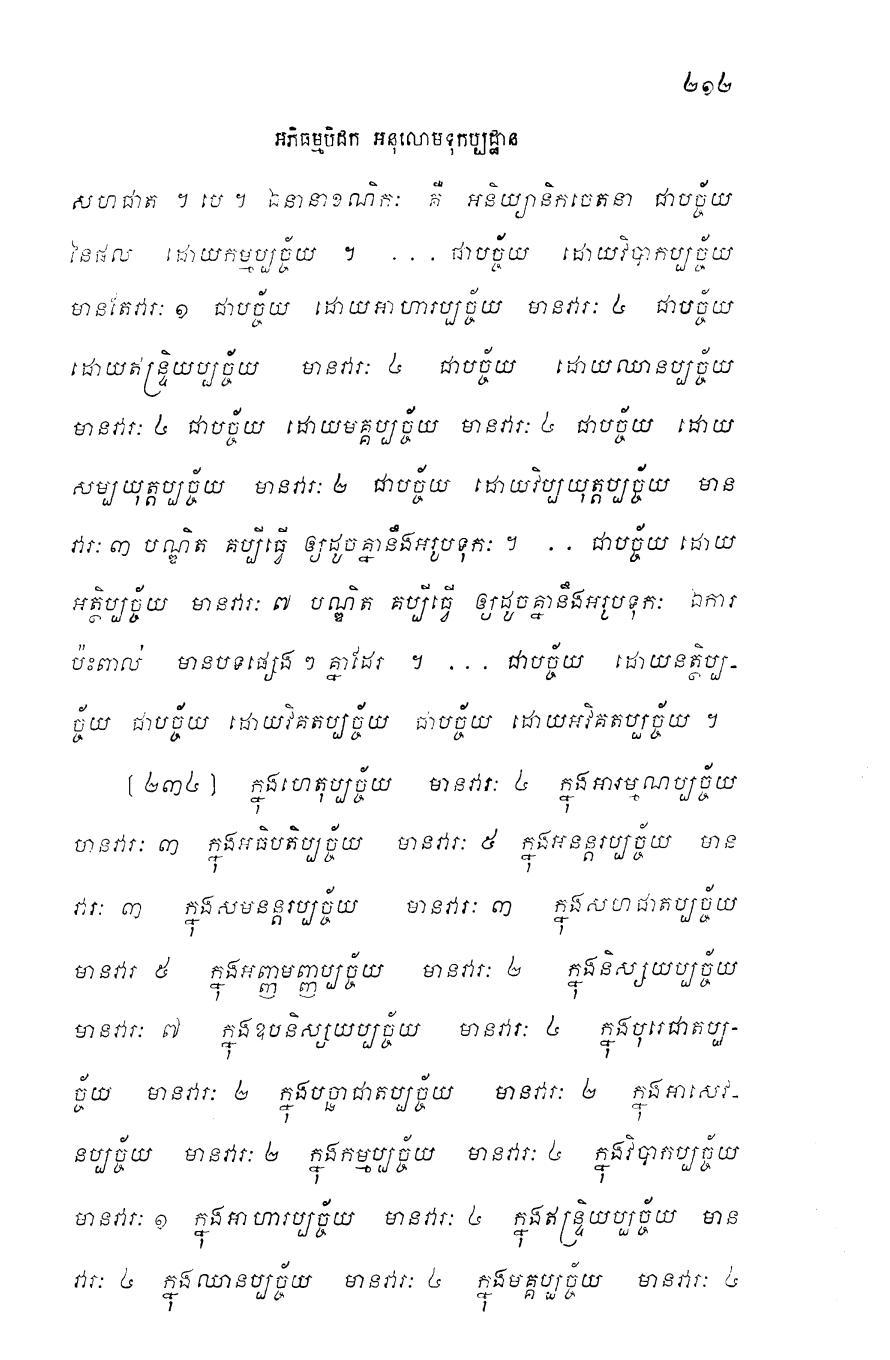 ២១២
អភិធម្មបិដក អនុលោមទុកប្បដ្ឋាន
សហជាត ។ បេ ។ ឯនានាខណិកៈ គឺ អនិយ្យានិកចេតនា ជាបច្ច័យ
នៃផល ដោយកម្មប្បច្ច័យ ។ ... ជាបច្ច័យ ដោយវិបាកប្បច្ច័យ
មានតែវារៈ ១ ជាបច្ច័យ ដោយអាហារប្បច្ច័យ មានវារៈ ៤ ជាបច្ច័យ
ដោយឥន្ទ្រិយប្បច្ច័យ មានវារៈ ៤ ជាបច្ច័យ ដោយឈានប្បច្ច័យ
មានវារៈ ៤ ជាបច្ច័យ ដោយមគ្គប្បច្ច័យ មានវារៈ ៤ ជាបច្ច័យ ដោយ
សម្បយុត្តប្បច្ច័យ មានវារៈ ២ ជាបច្ច័យ ដោយវិប្បយុត្តប្បច្ច័យ មាន
វារៈ ៣ បណ្ឌិត គប្បីធ្វើ ឲ្យដូចគ្នានឹងអរូបទុកៈ ។ .. ជាបច្ច័យ ដោយ
អត្ថិប្បច្ច័យ មានវារៈ ៧ បណ្ឌិត គប្បីធ្វើ ឲ្យដូចគ្នានឹងអរូបទុកៈ ឯការ
ប៉ះពាល់ មានបទផ្សេង ៗ គ្នាដែរ ។ ... ជាបច្ច័យ ដោយនត្ថិប្ប-
ច្ច័យ ជាបច្ច័យ ដោយវិគតប្បច្ច័យ ជាបច្ច័យ ដោយអវិគតប្បច្ច័យ ។
[២៣៤] ក្នុងហេតុប្បច្ច័យ មានវារៈ ៤ ក្នុងអារម្មណប្បច្ច័យ
មានវារៈ ៣ ក្នុងអធិបតិប្បច្ច័យ មានវារៈ ៥ ក្នុងអនន្តរប្បច្ច័យ មាន
វារៈ ៣ ក្នុងសមនន្តរប្បច្ច័យ មានវារៈ ៣ ក្នុងសហជាតប្បច្ច័យ
មានវារ ៥ ក្នុងអញ្ញមញ្ញប្បច្ច័យ មានវារៈ ២ ក្នុងនិស្សយប្បច្ច័យ
មានវារៈ ៧ ក្នុងឧបនិស្សយប្បច្ច័យ មានវារៈ ៤ ក្នុងបុរេជាតប្ប-
ច្ច័យ មានវារៈ ២ ក្នុងបច្ឆាជាតប្បច្ច័យ មានវារៈ ២ ក្នុងអាសេវ-
នប្បច្ច័យ មានវារៈ ២ ក្នុងកម្មប្បច្ច័យ មានវារៈ ៤ ក្នុងវិបាកប្បច្ច័យ
មានវារៈ ១ ក្នុងអាហារប្បច្ច័យ មានវារៈ ៤ ក្នុងឥន្ទ្រិយប្បច្ច័យ មាន
វារៈ ៤ ក្នុងឈានប្បច្ច័យ មានវារៈ ៤ ក្នុងមគ្គប្បច្ច័យ មានវារៈ ៤